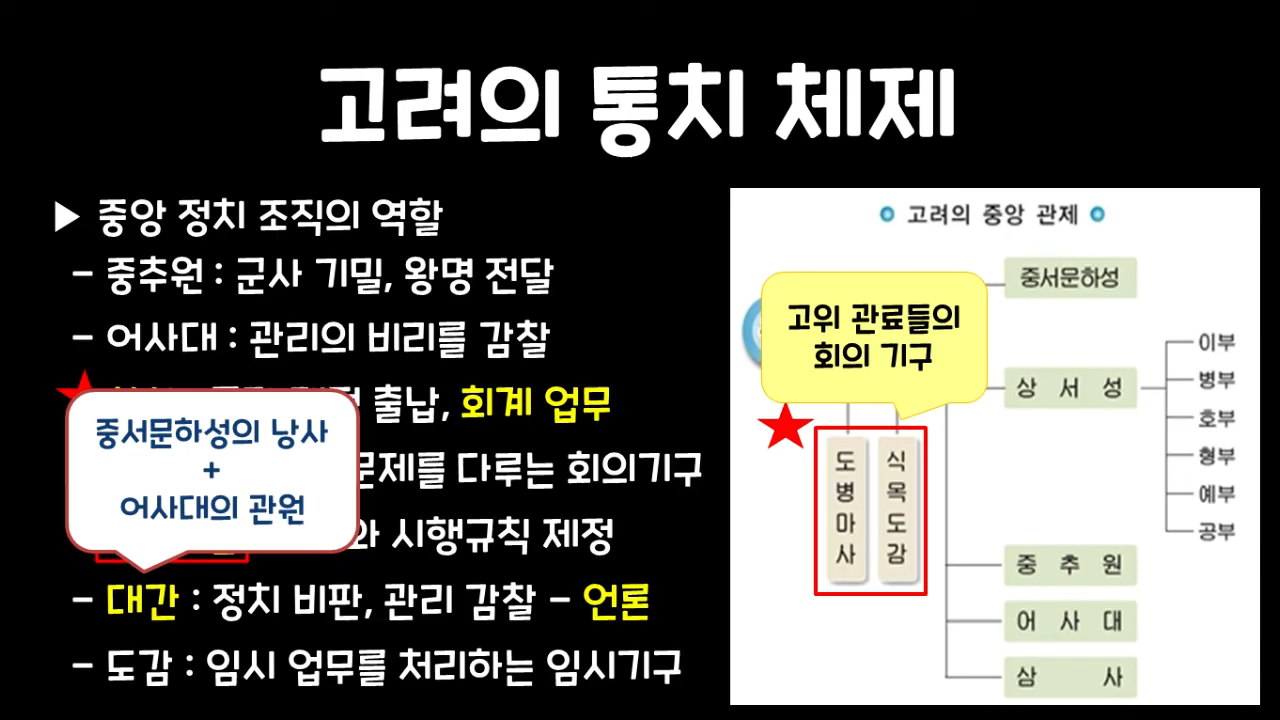 고려의 통치 체제
▶ 중앙 정치 조직의 역할
- 중추원 : 군사 기밀, 왕명 전달
- 어사대 : 관리의 비리를 감찰
출납, 회계 업무
문제를 다루는 회의기구
와 시행규칙 제정
- 대간 : 정치 비판, 관리 감찰 - 언론
- 도감 : 임시 업무를 처리하는 임시기구
중서문하성의 낭사
+
어사대의 관원
고려의 중앙 관제
고위 관료들의
회의 기구
중서문하성
상서성
이부
병부
호부
형부
예부
공부
도병마사
식목도감
중추원
어사대
삼사